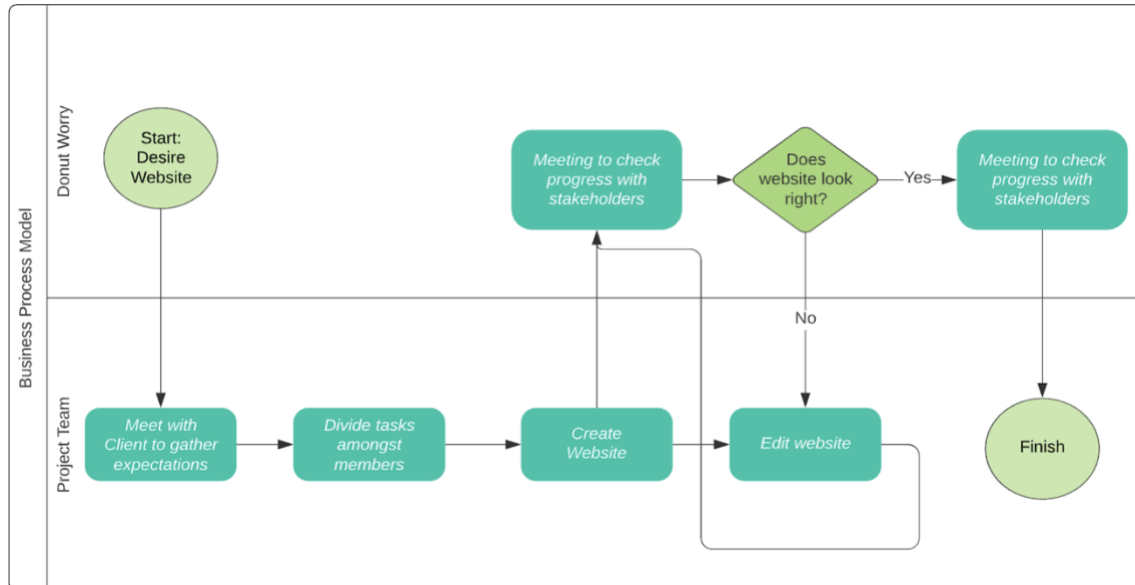 Business Process Model
Donut Worry
Start:
Desire
Website
Meeting to check
progress with
stakeholders
Does
website look
right?
Yes
Meeting to check
progress with
stakeholders
No
Project Team
Meet with
Client to gather
expectations
Divide tasks
amongst
members
Create
Website
Edit website
Finish